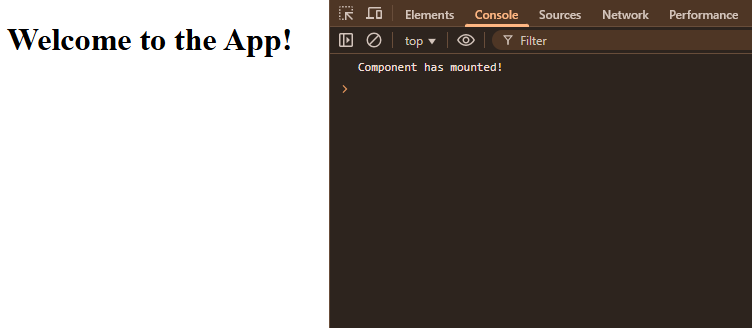 Welcome to the App!
Elements Console Sources Network Performance
top Filter
Component has mounted!